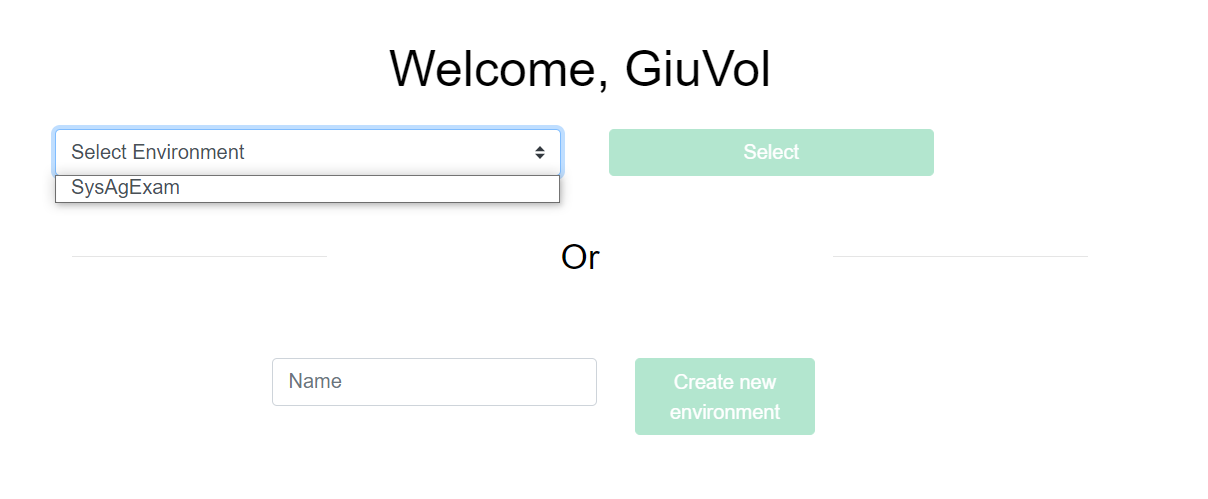 Welcome, GiuVol
Select Environment
Select
SysAgExam
Or
Name
Create new
environment